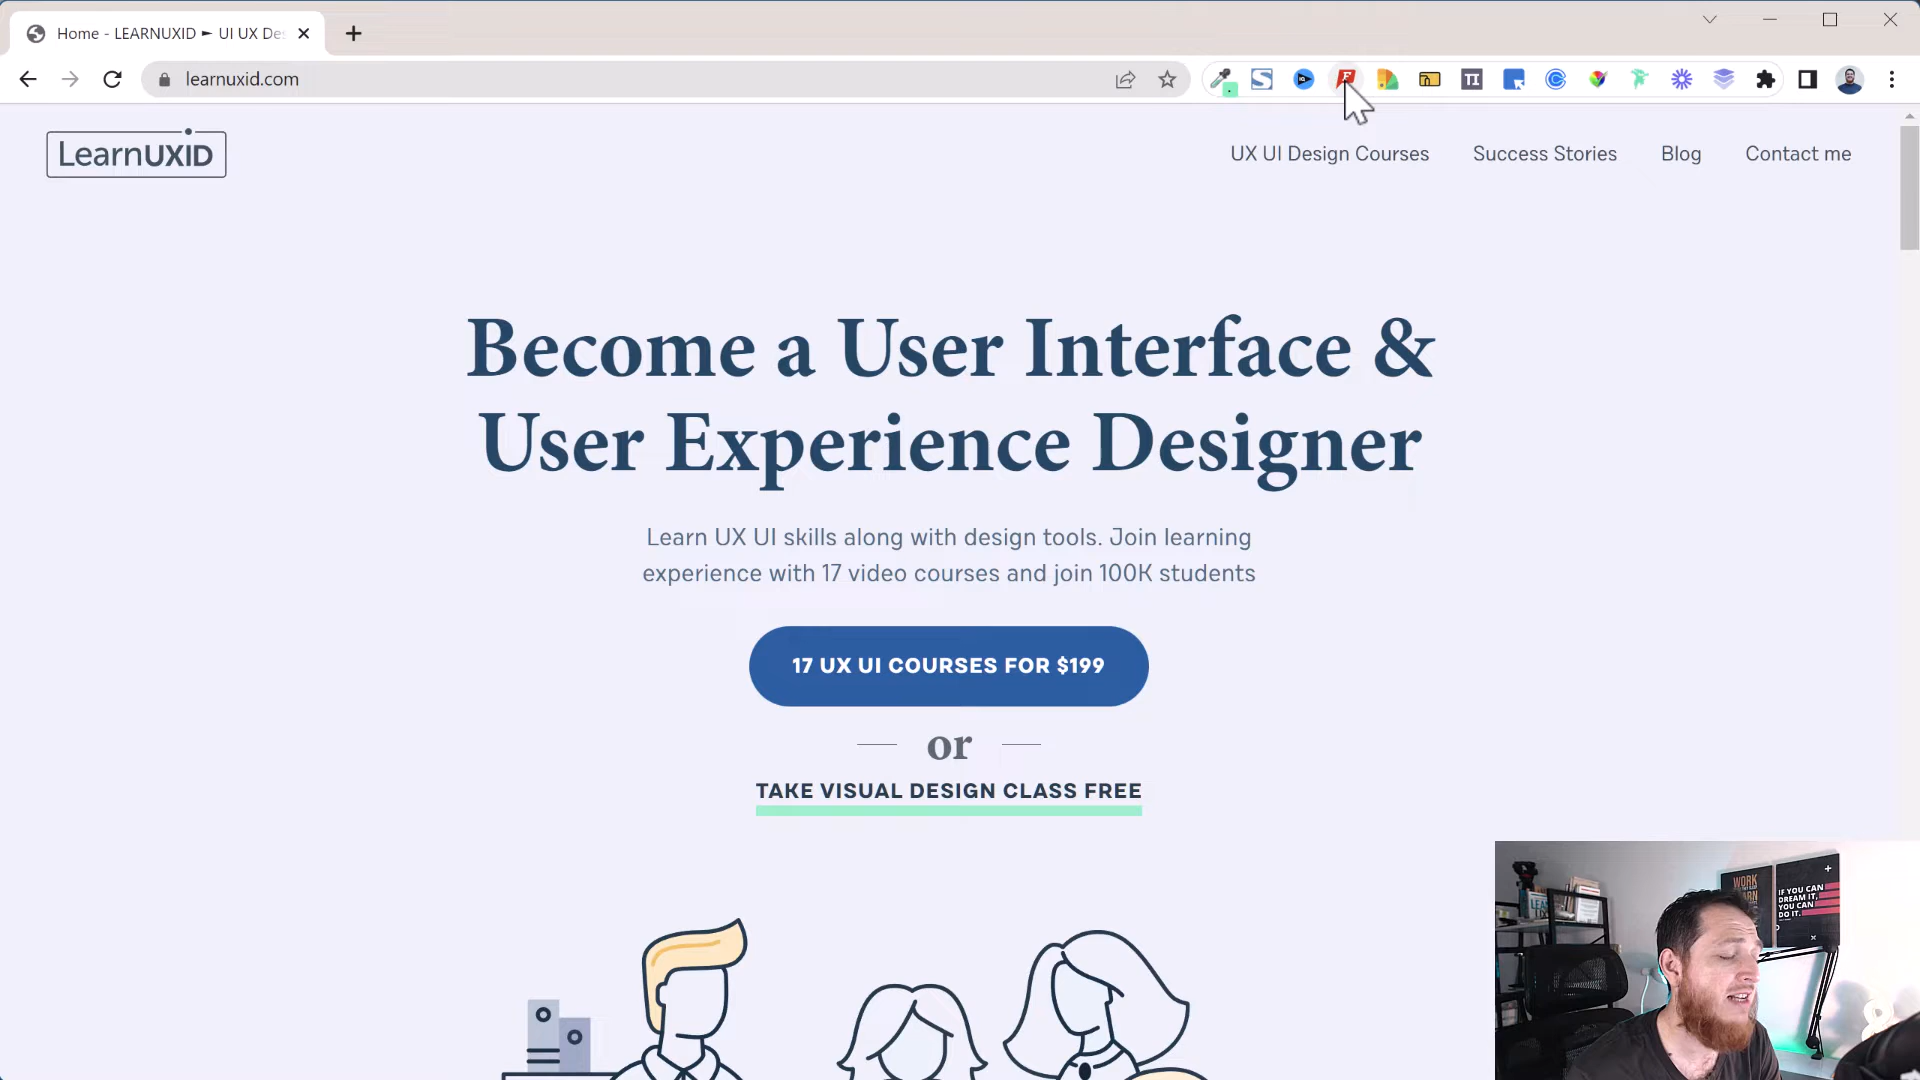 Home - LEARNUXID ► UI UX Des
learnuxid.com
LearnUXID
UX UI Design Courses
Success Stories
Blog
Contact me
Become a User Interface &
User Experience Designer
Learn UX UI skills along with design tools. Join learning
experience with 17 video courses and join 100K students
17 UX UI COURSES FOR $199
or
TAKE VISUAL DESIGN CLASS FREE
WORK
IF YOU CAN
DREAM IT,
YOU CAN
DO IT.